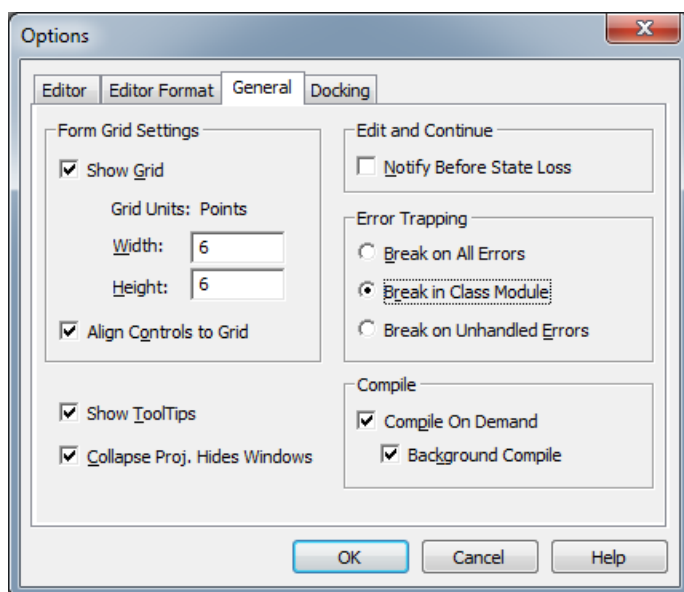 Options
Editor
Editor Format
General
Docking
Form Grid Settings
Show Grid
Grid Units: Points
Width: 6
Height: 6
Align Controls to Grid
Show ToolTips
Collapse Proj. Hides Windows
Edit and Continue
Notify Before State Loss
Error Trapping
Break on All Errors
Break in Class Module
Break on Unhandled Errors
Compile
Compile On Demand
Background Compile
OK
Cancel
Help